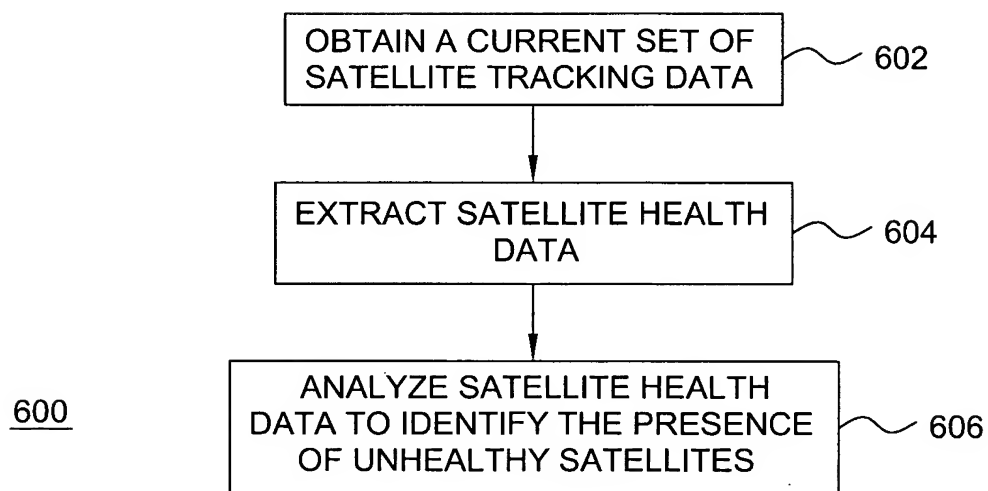 OBTAIN A CURRENT SET OF
SATELLITE TRACKING DATA
602
EXTRACT SATELLITE HEALTH
DATA
604
ANALYZE SATELLITE HEALTH
DATA TO IDENTIFY THE PRESENCE
OF UNHEALTHY SATELLITES
606
600